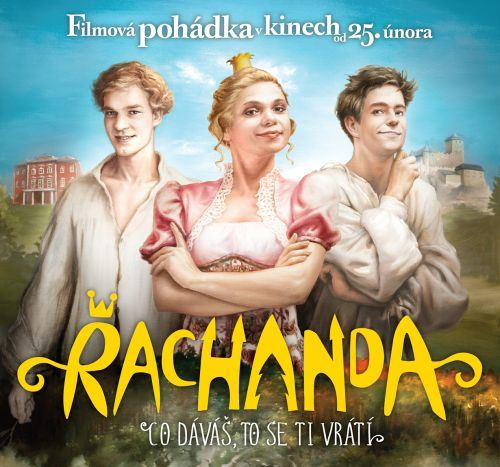 Filmová pohádka v kinech od 25. února
ŘACHANDA
CO DÁVÁŠ, TO SE TI VRÁTÍ